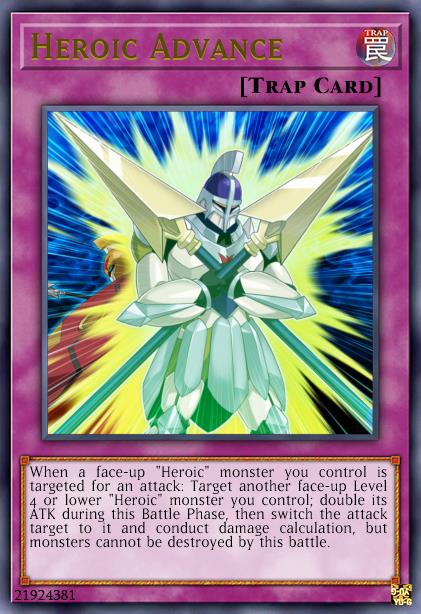 Heroic Advance
TRAP
罠
[Trap Card]
When a face-up "Heroic" monster you control is
targeted for an attack: Target another face-up Level
4 or lower "Heroic" monster you control; double its
ATK during this Battle Phase, then switch the attack
target to it and conduct damage calculation, but
monsters cannot be destroyed by this battle.
21924381